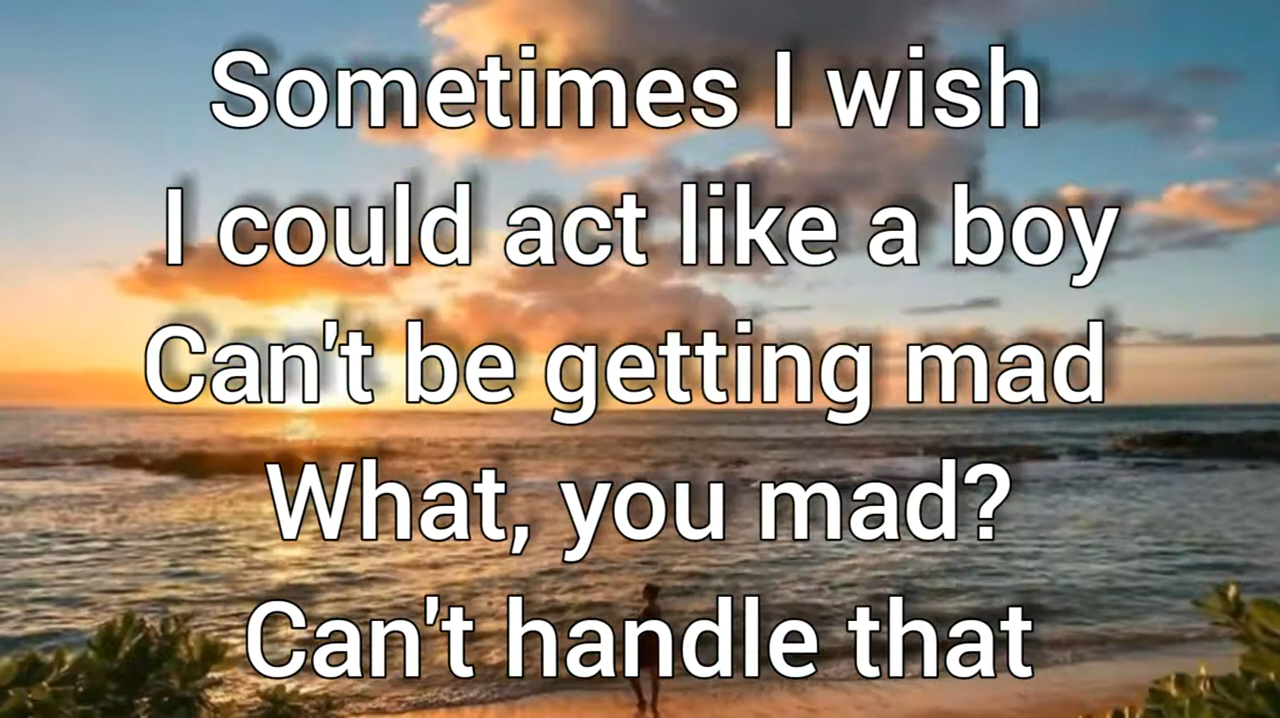 Sometimes I wish
I could act like a boy
Can't be getting mad
What, you mad?
Can't handle that